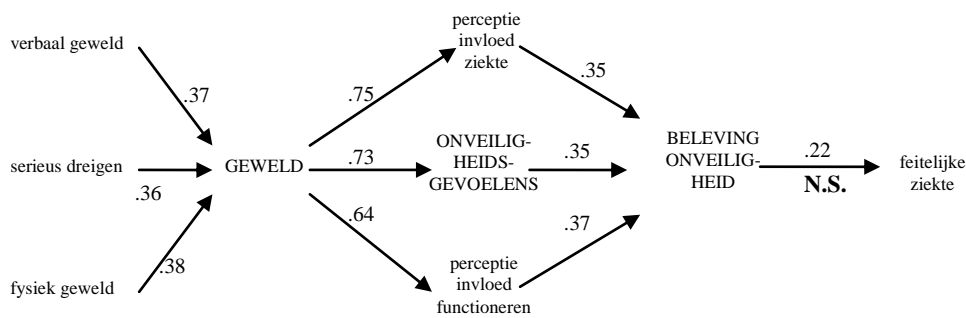 verbaal geweld
.37
serieus dreigen
.36
fysiek geweld
.38
GEWELD
.75
.73
.64
perceptie
invloed
ziekte
ONVEILIG-
HEIDS-
GEVOELENS
perceptie
invloed
functioneren
.35
.35
.37
BELEVING
ONVEILIG-
HEID
.22
N.S.
feitelijke
ziekte